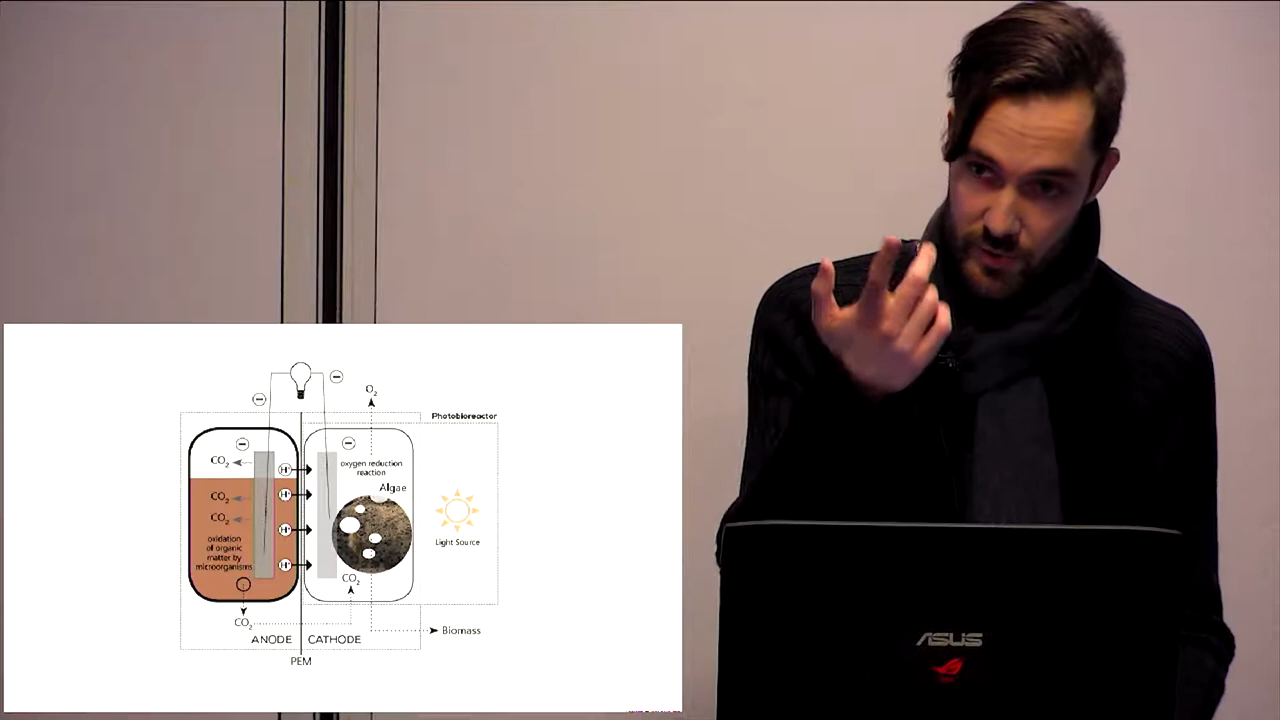 O₂
Photobioreactor
CO₂
CO₂
CO₂
oxidation
of organic
matter by
microorganisms
CO₂
H⁺
H⁺
H⁺
H⁺
oxygen reduction
reaction
Algae
CO₂
Light Source
Biomass
ANODE
CATHODE
PEM
ASUS